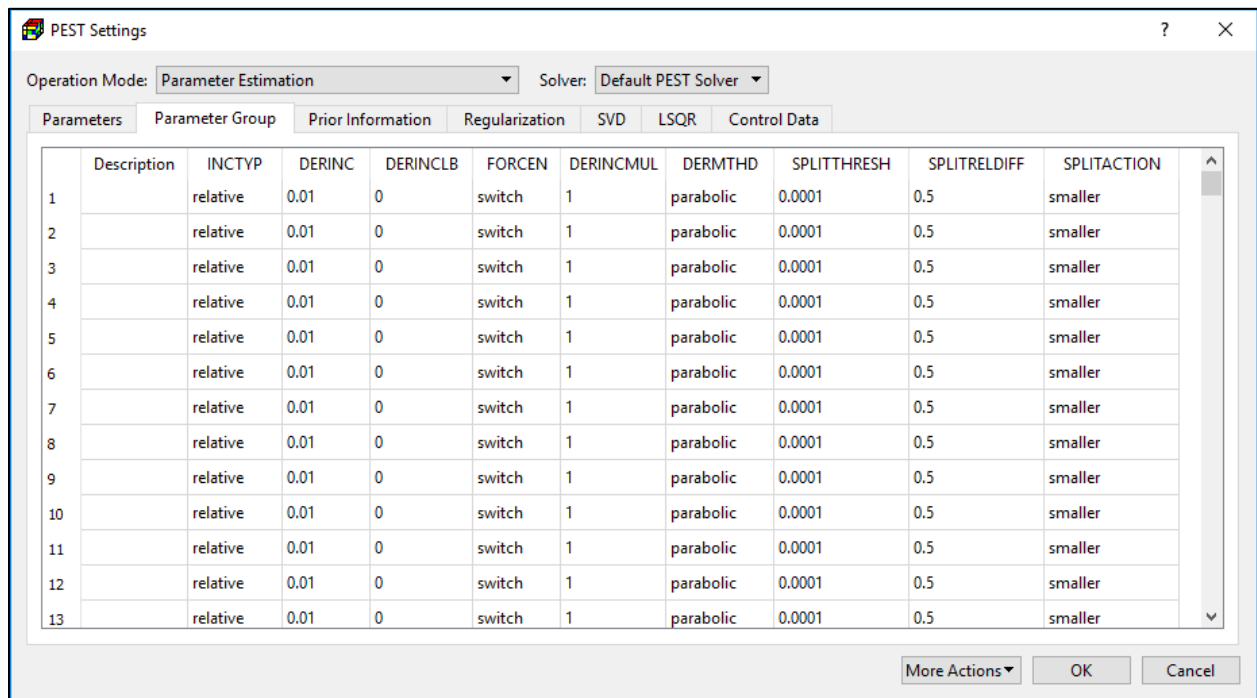 PEST Settings ? ×
Operation Mode: Parameter Estimation Solver: Default PEST Solver
Parameters Parameter Group Prior Information Regularization SVD LSQR Control Data
Description INCTYP DERINC DERINCLB FORCEN DERINCMUL DERMTHD SPLITTHRESH SPLITRELDIFF SPLITACTION
1 relative 0.01 0 switch 1 parabolic 0.0001 0.5 smaller
2 relative 0.01 0 switch 1 parabolic 0.0001 0.5 smaller
3 relative 0.01 0 switch 1 parabolic 0.0001 0.5 smaller
4 relative 0.01 0 switch 1 parabolic 0.0001 0.5 smaller
5 relative 0.01 0 switch 1 parabolic 0.0001 0.5 smaller
6 relative 0.01 0 switch 1 parabolic 0.0001 0.5 smaller
7 relative 0.01 0 switch 1 parabolic 0.0001 0.5 smaller
8 relative 0.01 0 switch 1 parabolic 0.0001 0.5 smaller
9 relative 0.01 0 switch 1 parabolic 0.0001 0.5 smaller
10 relative 0.01 0 switch 1 parabolic 0.0001 0.5 smaller
11 relative 0.01 0 switch 1 parabolic 0.0001 0.5 smaller
12 relative 0.01 0 switch 1 parabolic 0.0001 0.5 smaller
13 relative 0.01 0 switch 1 parabolic 0.0001 0.5 smaller
More Actions OK Cancel